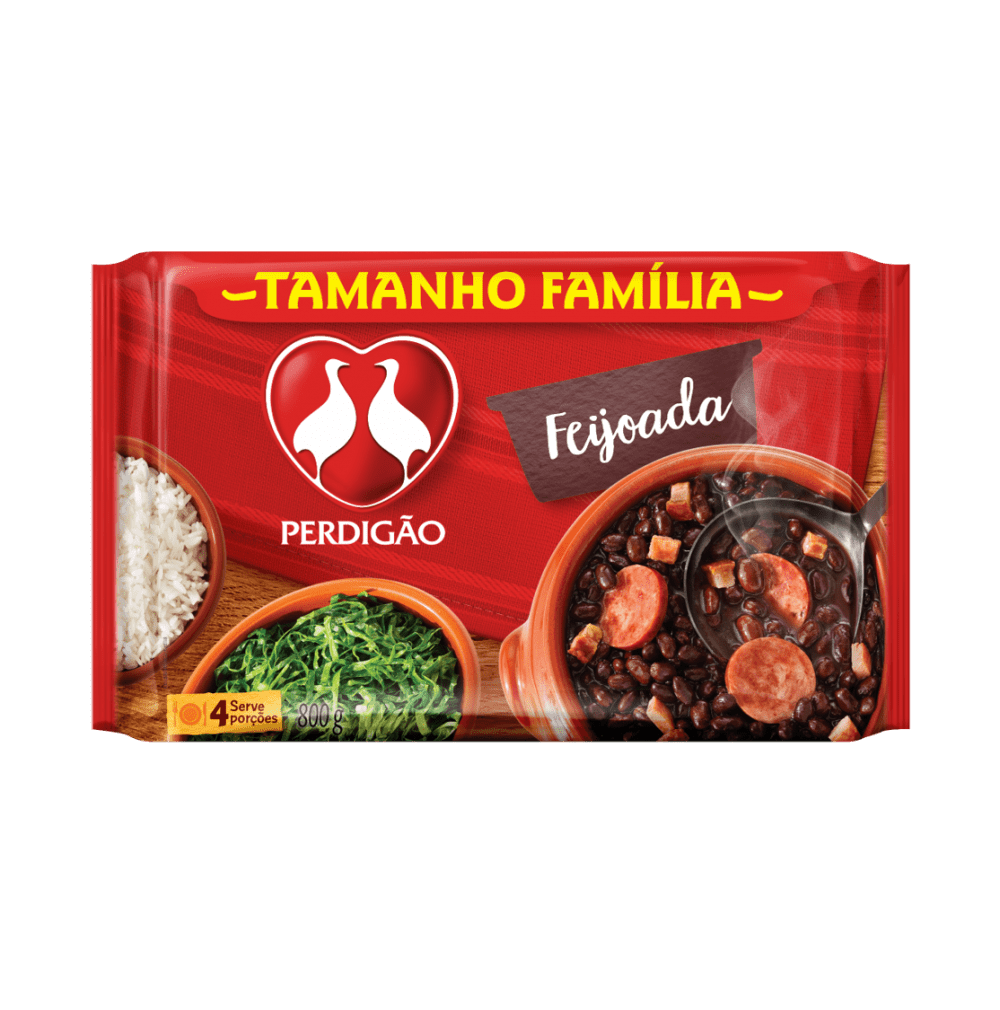 TAMANHO FAMÍLIA
Feijoada
PERDIGÃO
4 Serve
porções
800 g